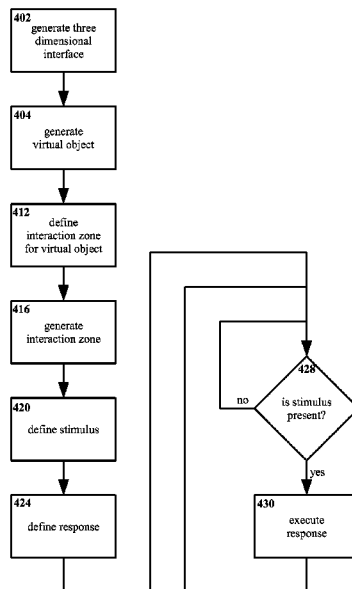 402
generate three
dimensional
interface
404
generate
virtual object
412
define
interaction zone
for virtual object
416
generate
interaction zone
420
define stimulus
424
define response
428
is stimulus
present?
no
yes
430
execute
response